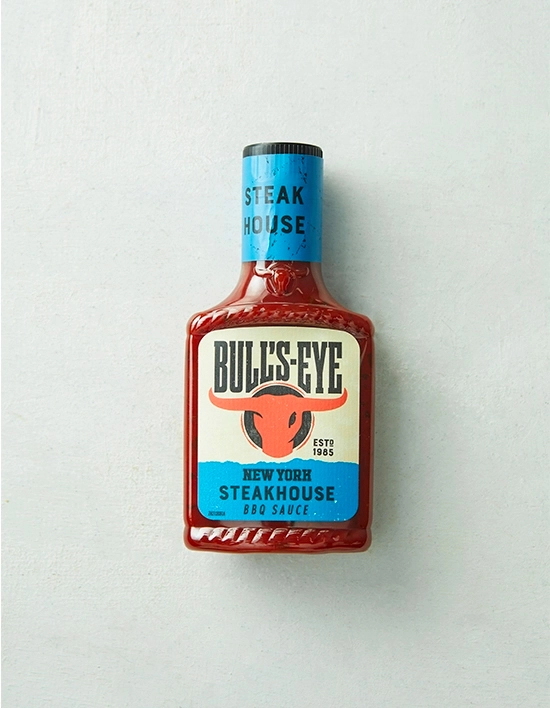 STEAK
HOUSE
BULL'S-EYE
ESTD
1985
NEW YORK
STEAKHOUSE
BBQ SAUCE